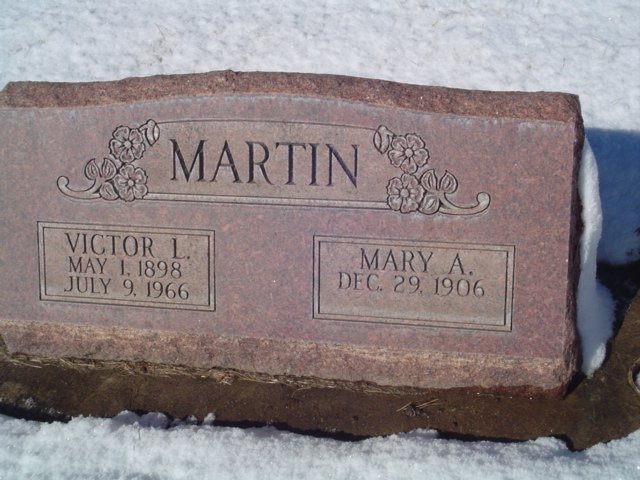 MARTIN
VICTOR L.
MAY 1, 1898
JULY 9, 1966
MARY A.
DEC. 29, 1906